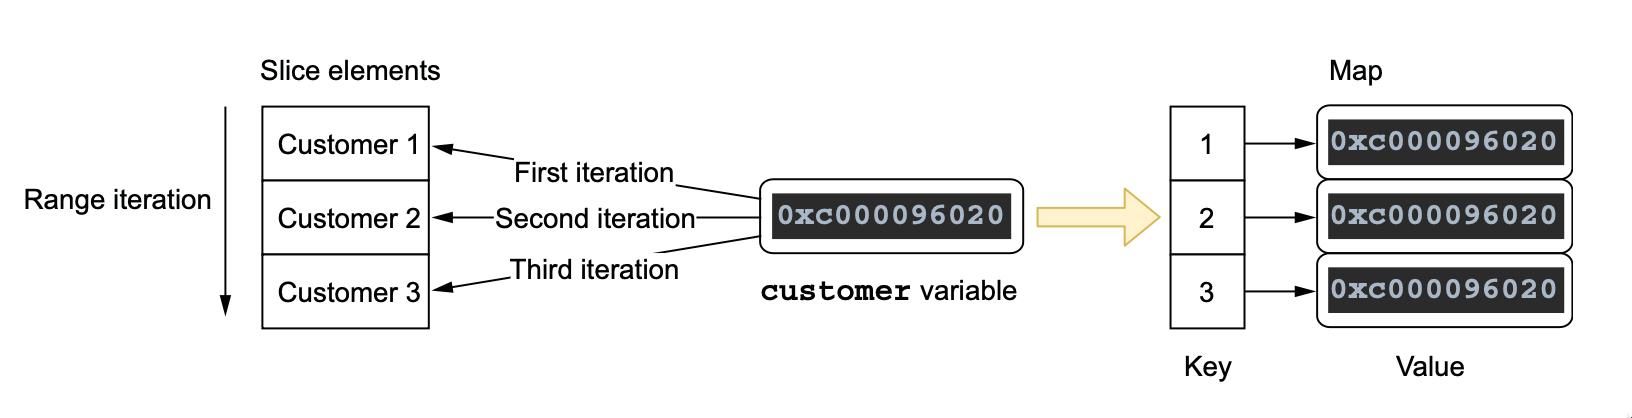 Slice elements
Map
Range iteration
Customer 1
Customer 2
Customer 3
First iteration
Second iteration
Third iteration
0xc000096020
customer variable
1
2
3
0xc000096020
0xc000096020
0xc000096020
Key
Value